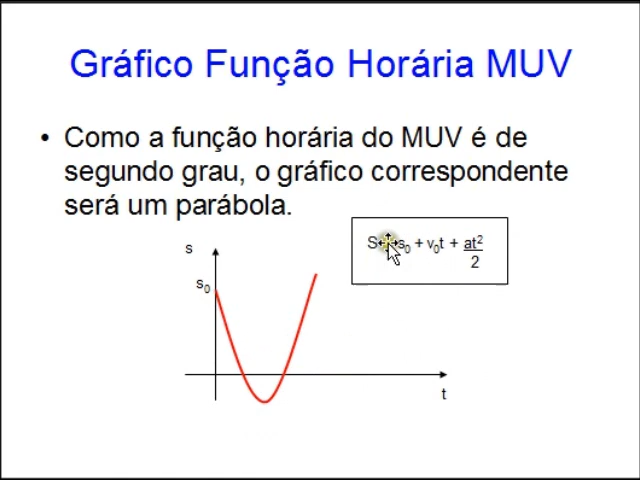 Gráfico Função Horária MUV
• Como a função horária do MUV é de
segundo grau, o gráfico correspondente
será um parábola.
S s₀ + v₀t + at²
2
s
s₀
t